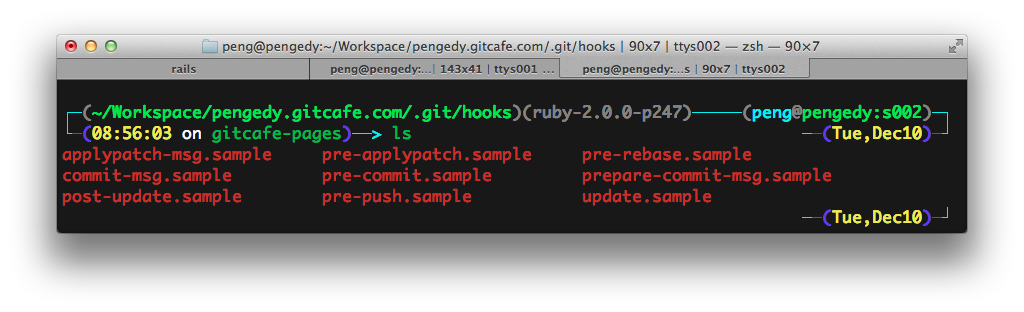 peng@pengedy:~/Workspace/pengedy.gitcafe.com/.git/hooks | 90x7 | ttys002 — zsh — 90×7
rails peng@pengedy:...| 143x41 | ttys001 ... peng@pengedy:...s | 90x7 | ttys002
(~/Workspace/pengedy.gitcafe.com/.git/hooks)(ruby-2.0.0-p247) (peng@pengedy:s002)
(08:56:03 on gitcafe-pages)—> ls (Tue,Dec10)
applypatch-msg.sample pre-applypatch.sample pre-rebase.sample
commit-msg.sample pre-commit.sample prepare-commit-msg.sample
post-update.sample pre-push.sample update.sample
(Tue,Dec10)